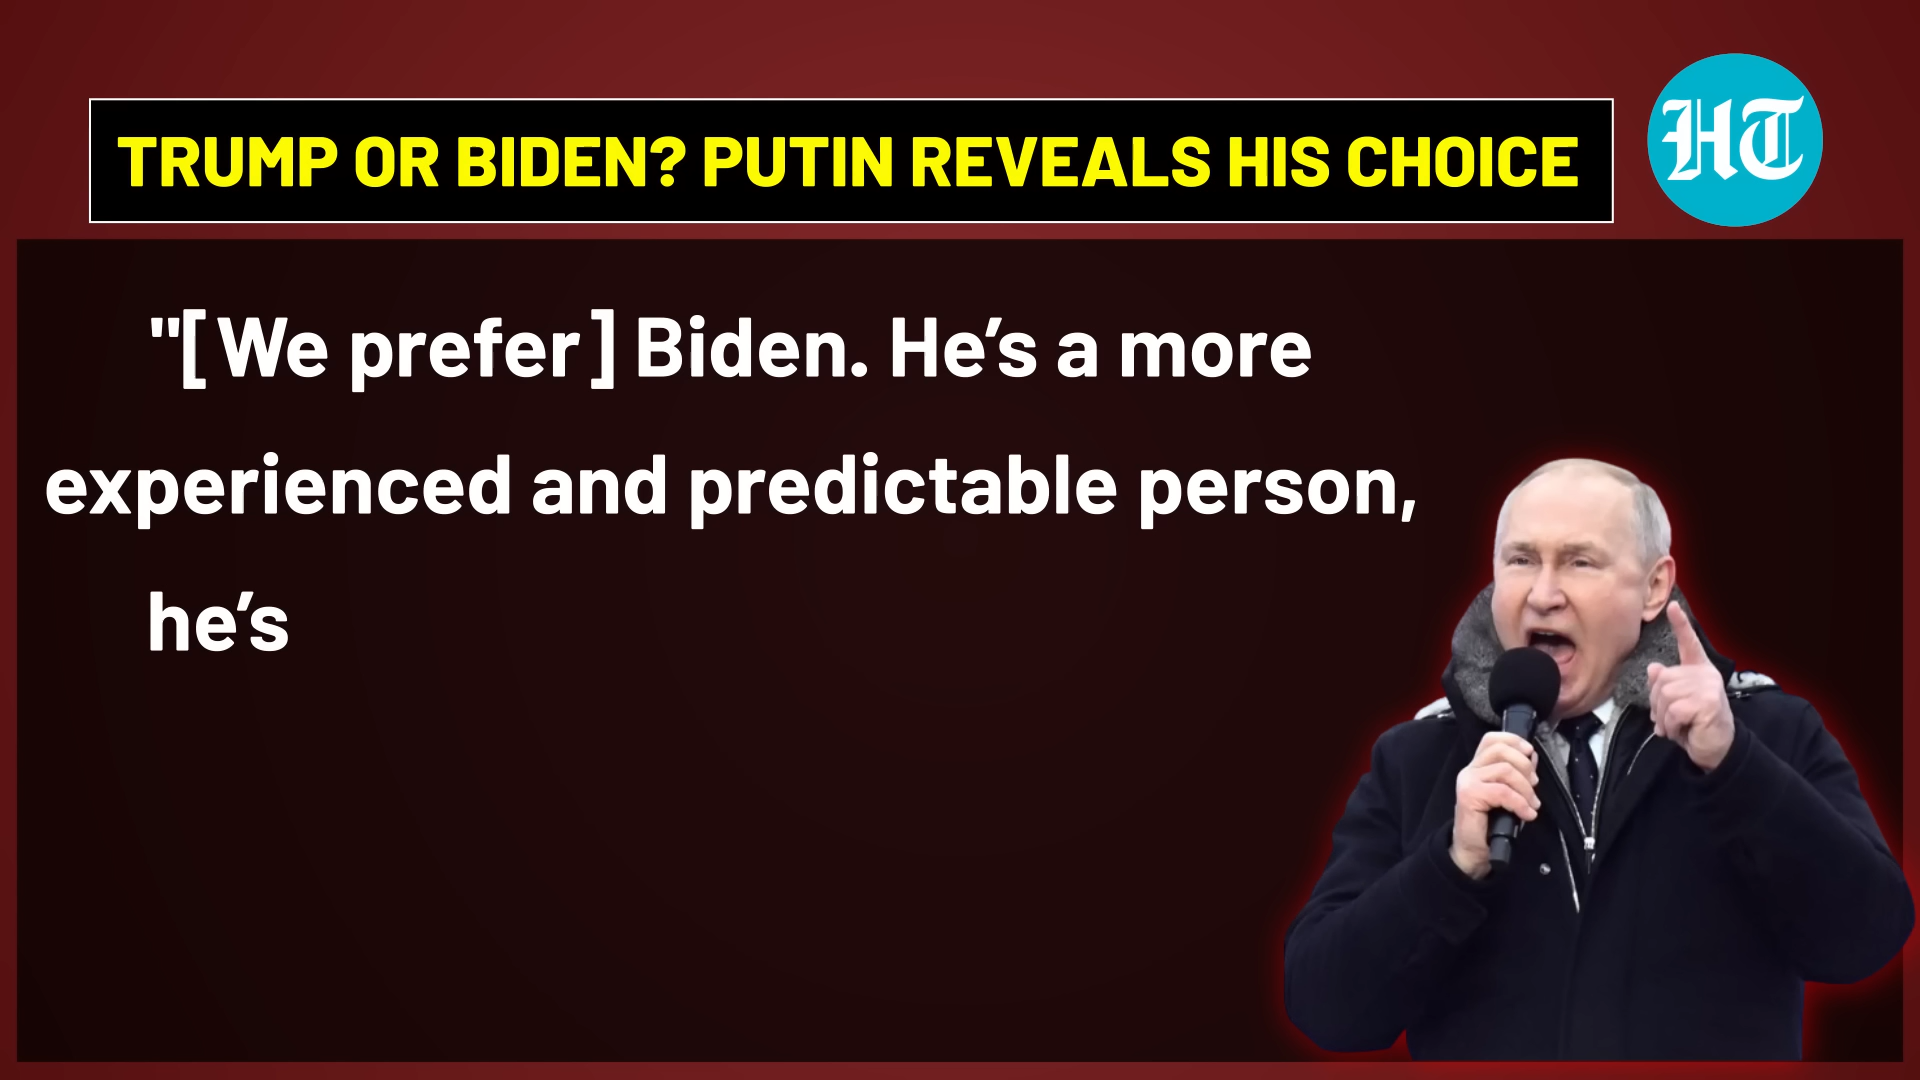 TRUMP OR BIDEN? PUTIN REVEALS HIS CHOICE
HT
"[We prefer] Biden. He’s a more
experienced and predictable person,
he’s